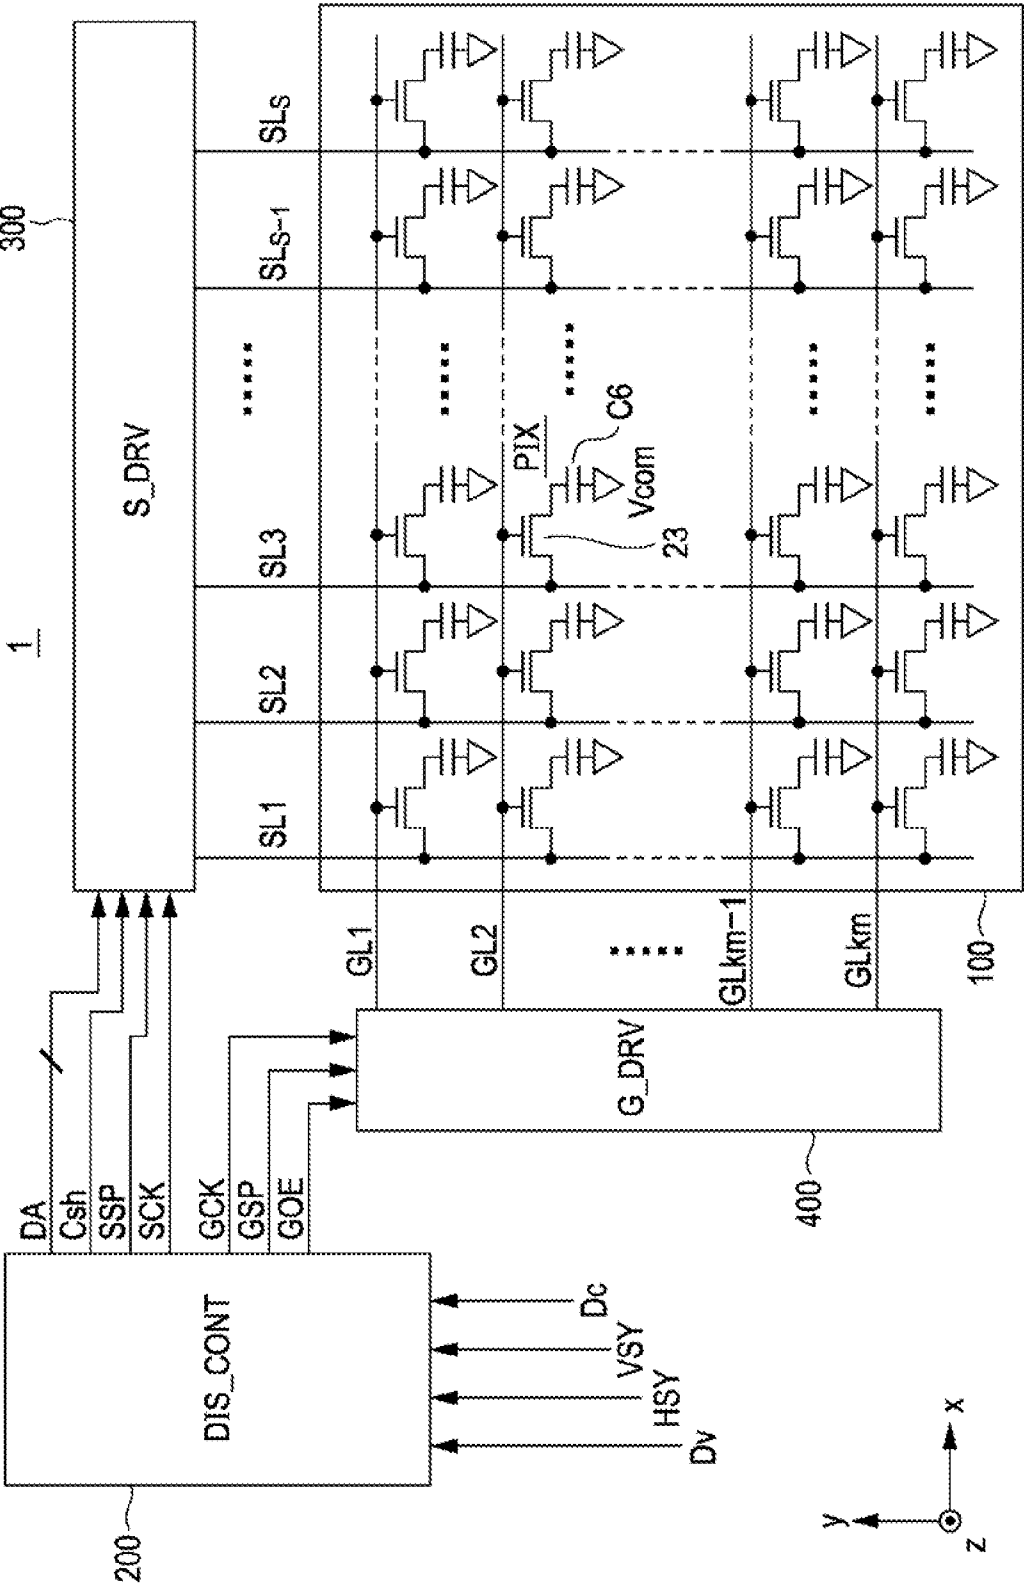 1
200
DIS_CONT
Dv
HSY
VSY
Dc
DA
Csh
SSP
SCK
GCK
GSP
GOE
300
S_DRV
400
G_DRV
SL1
SL2
SL3
SLs-1
SLs
GL1
GL2
GLkm-1
GLkm
PIX
C6
Vcom
23
100
y
x
z